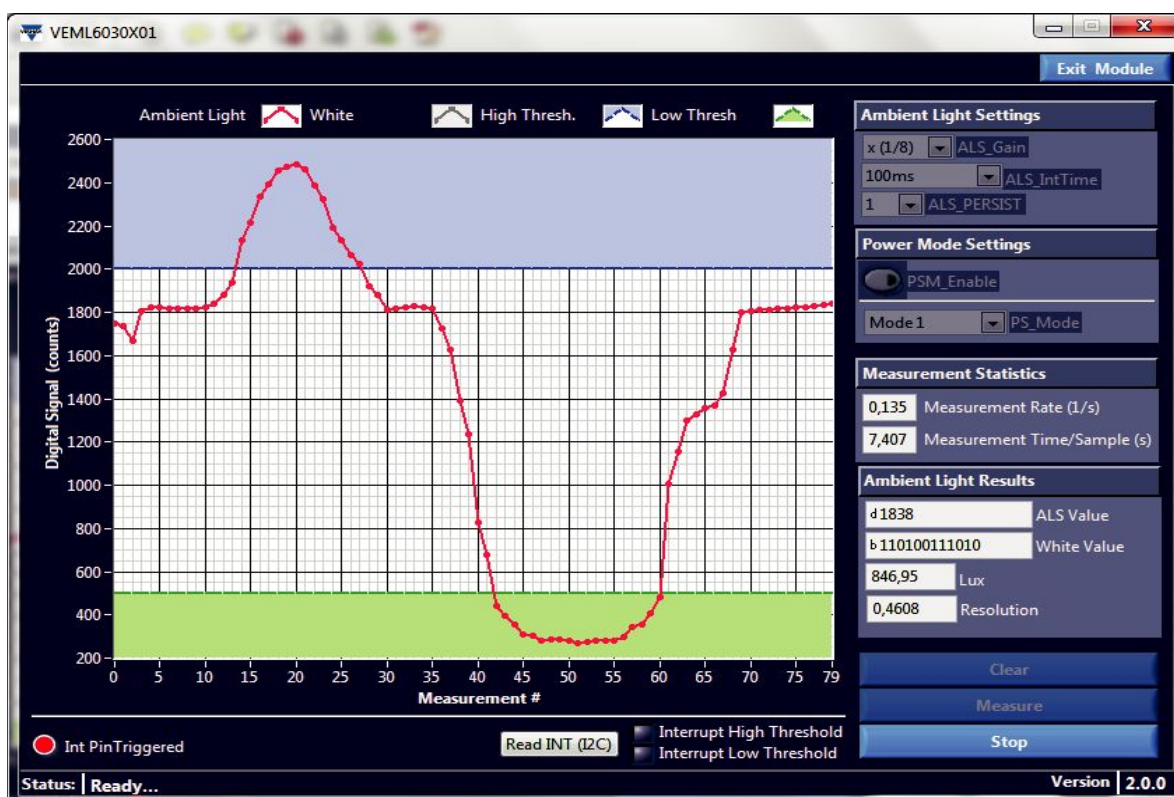 VEML6030X01
Exit Module
Ambient Light White High Thresh. Low Thresh
2600
2400
2200
2000
1800
1600
1400
1200
1000
800
600
400
200
Digital Signal (counts)
0 5 10 15 20 25 30 35 40 45 50 55 60 65 70 75 79
Measurement #
Ambient Light Settings
x (1/8) ALS_Gain
100ms ALS_IntTime
1 ALS_PERSIST
Power Mode Settings
PSM_Enable
Mode 1 PS_Mode
Measurement Statistics
0,135 Measurement Rate (1/s)
7,407 Measurement Time/Sample (s)
Ambient Light Results
d 1838 ALS Value
b 110100111010 White Value
846,95 Lux
0,4608 Resolution
Clear
Measure
Stop
Int PinTriggered
Read INT (I2C)
Interrupt High Threshold
Interrupt Low Threshold
Status: Ready...
Version 2.0.0